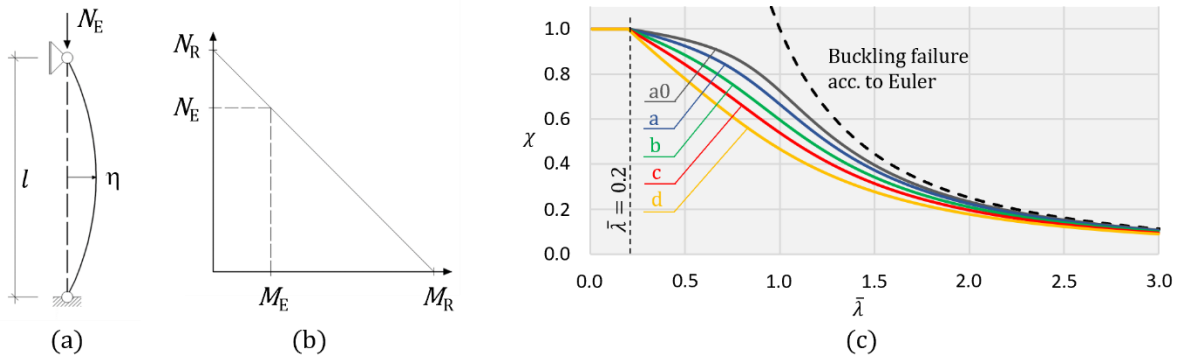 N_E
l
η
(a)
N_R
N_E
M_E
M_R
(b)
1.0
0.8
0.6
0.4
0.2
0.0
χ
a0
a
b
c
d
λ̄ = 0.2
Buckling failure
acc. to Euler
0.0 0.5 1.0 1.5 2.0 2.5 3.0
λ̄
(c)